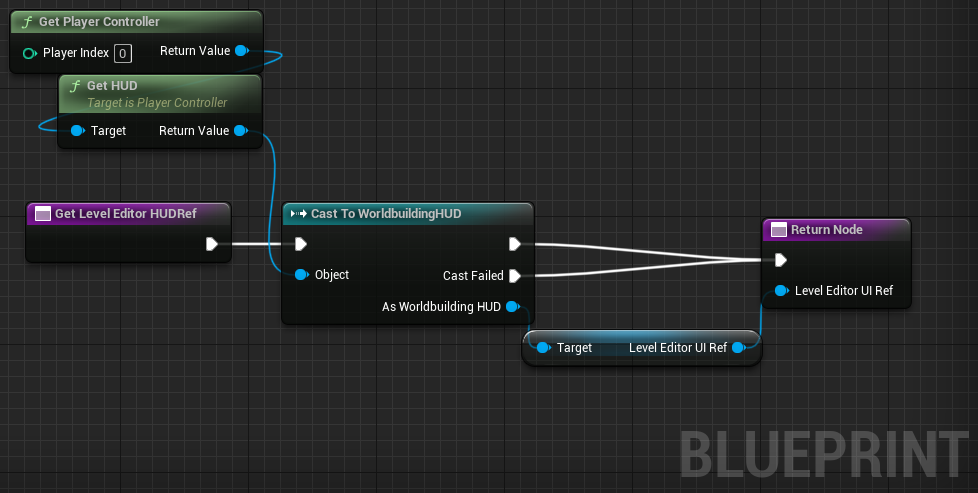 Get Player Controller
Player Index 0 Return Value
Get HUD
Target is Player Controller
Target Return Value
Get Level Editor HUDRef
Cast To WorldbuildingHUD
Object
Cast Failed
As Worldbuilding HUD
Return Node
Level Editor UI Ref
Target Level Editor UI Ref
BLUEPRINT